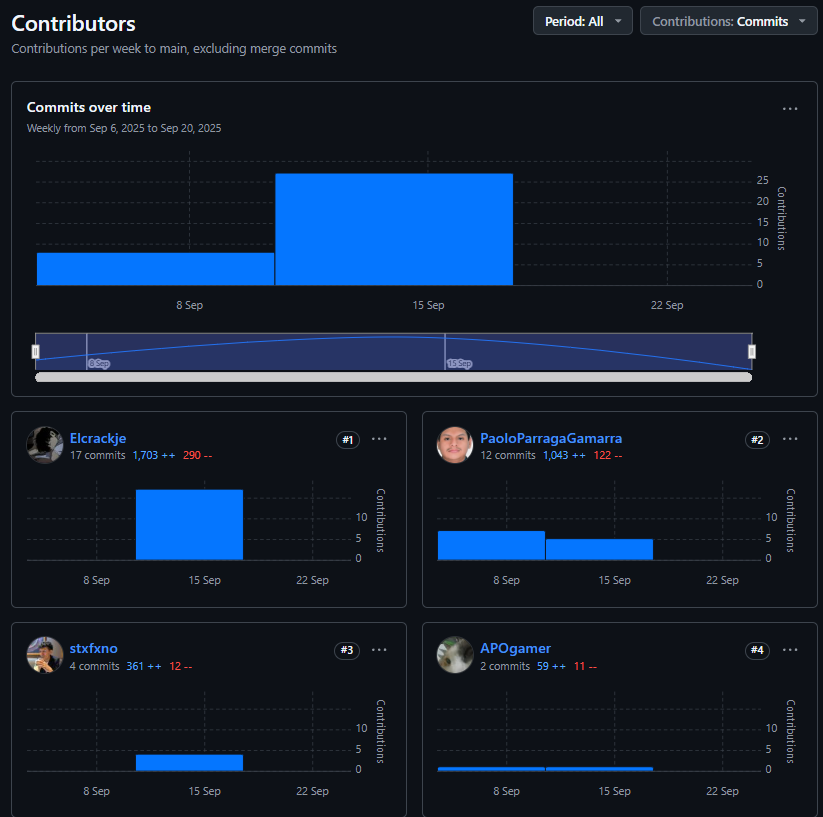 Contributors
Period: All
Contributions: Commits
Contributions per week to main, excluding merge commits
Commits over time
Weekly from Sep 6, 2025 to Sep 20, 2025
25
20
15
10
5
0
Contributions
8 Sep
15 Sep
22 Sep
8 Sep
15 Sep
Elcrackje
#1
17 commits 1,703 ++ 290 --
10
5
0
Contributions
8 Sep
15 Sep
22 Sep
PaoloParragaGamarra
#2
12 commits 1,043 ++ 122 --
10
5
0
Contributions
8 Sep
15 Sep
22 Sep
stxfxno
#3
4 commits 361 ++ 12 --
10
5
0
Contributions
8 Sep
15 Sep
22 Sep
APOgamer
#4
2 commits 59 ++ 11 --
10
5
0
Contributions
8 Sep
15 Sep
22 Sep